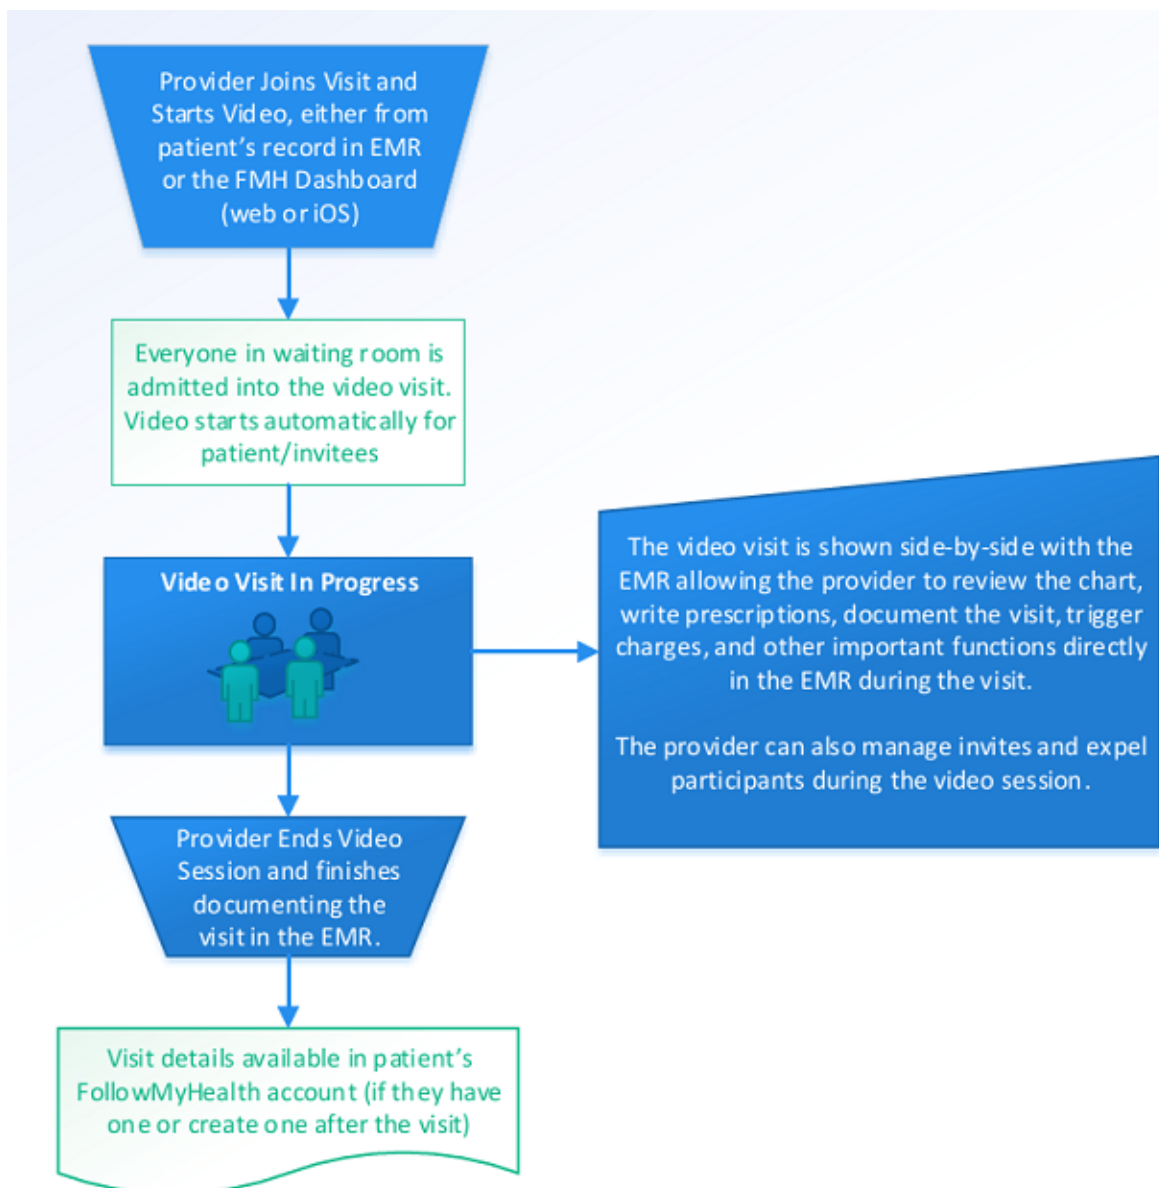 Provider Joins Visit and
Starts Video, either from
patient's record in EMR
or the FMH Dashboard
(web or iOS)
Everyone in waiting room is
admitted into the video visit.
Video starts automatically for
patient/invitees
Video Visit In Progress
The video visit is shown side-by-side with the
EMR allowing the provider to review the chart,
write prescriptions, document the visit, trigger
charges, and other important functions directly
in the EMR during the visit.
The provider can also manage invites and expel
participants during the video session.
Provider Ends Video
Session and finishes
documenting the
visit in the EMR.
Visit details available in patient's
FollowMyHealth account (if they have
one or create one after the visit)